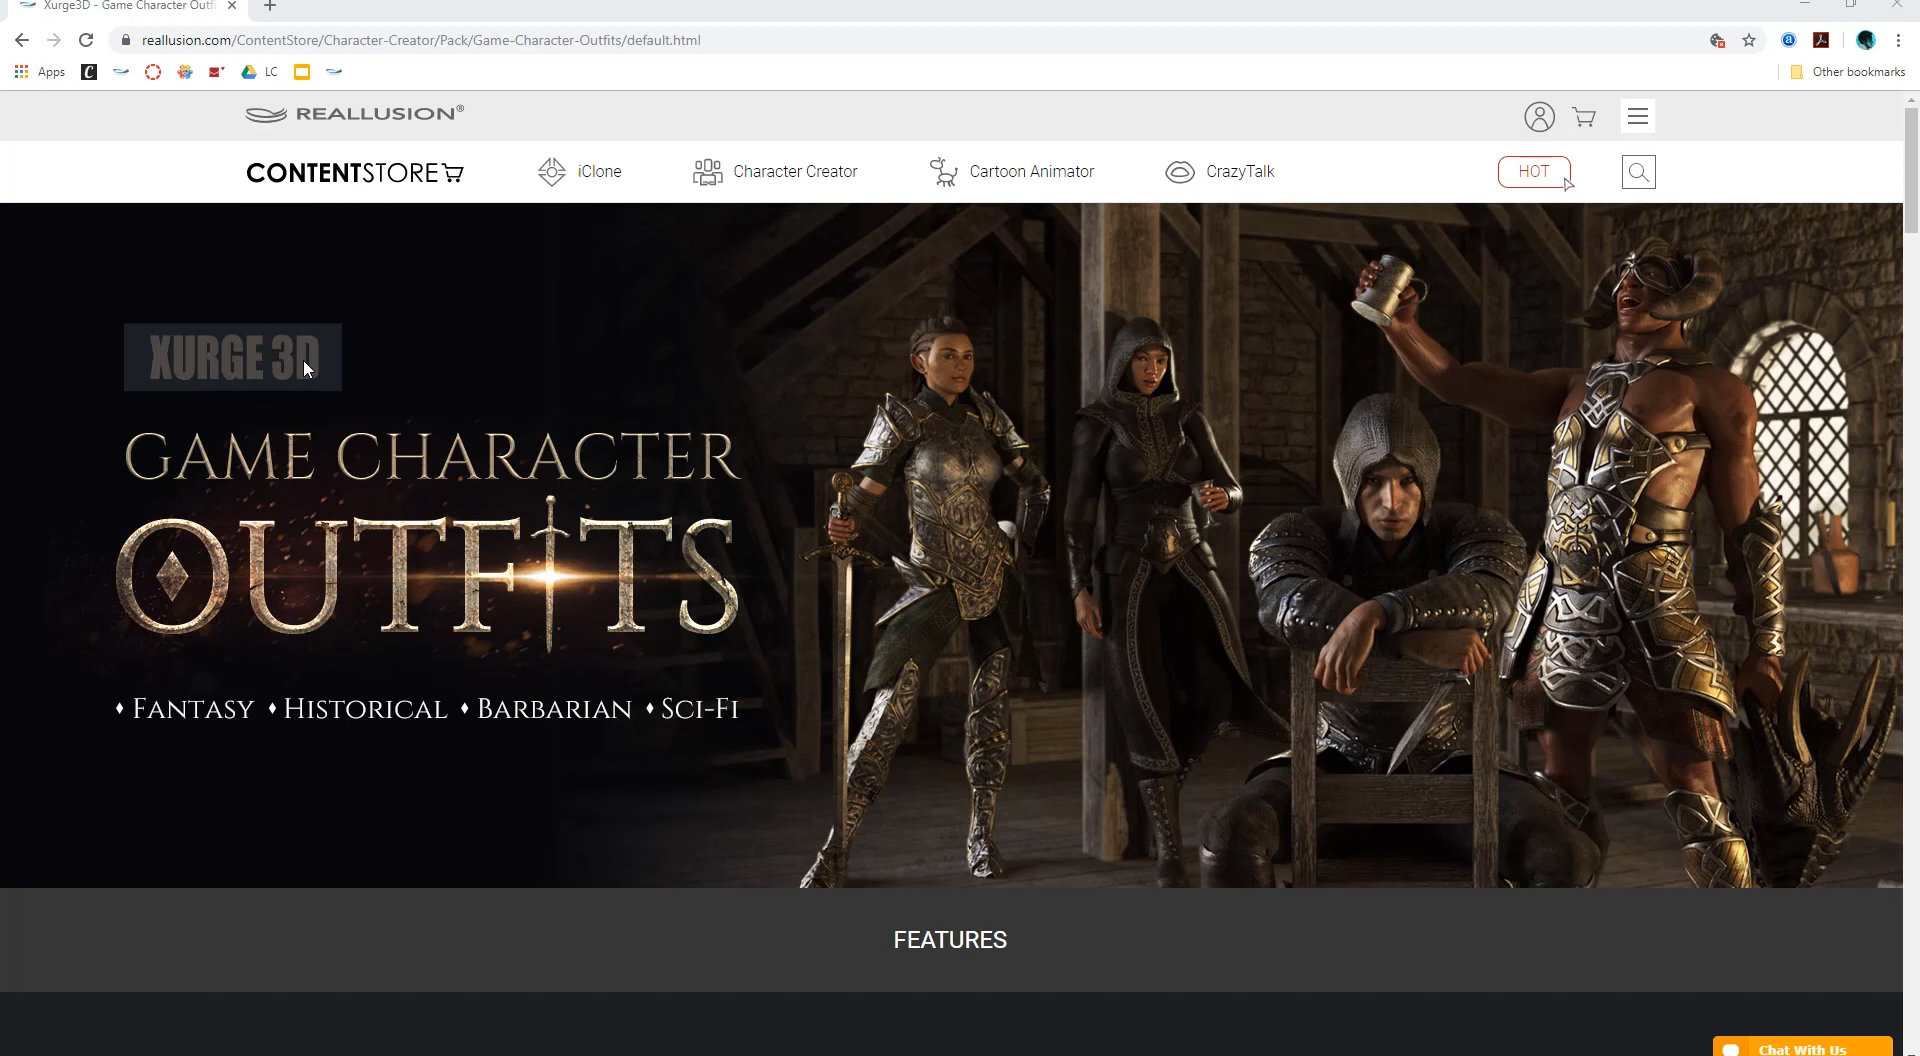 Xurge3D - Game Character Outfi
reallusion.com/ContentStore/Character-Creator/Pack/Game-Character-Outfits/default.html
Apps
LC
Other bookmarks
REALLUSION®
CONTENTSTORE
iClone
Character Creator
Cartoon Animator
CrazyTalk
HOT
XURGE 3D
GAME CHARACTER
OUTFITS
• FANTASY • HISTORICAL • BARBARIAN • SCI-FI
FEATURES
Chat With Us